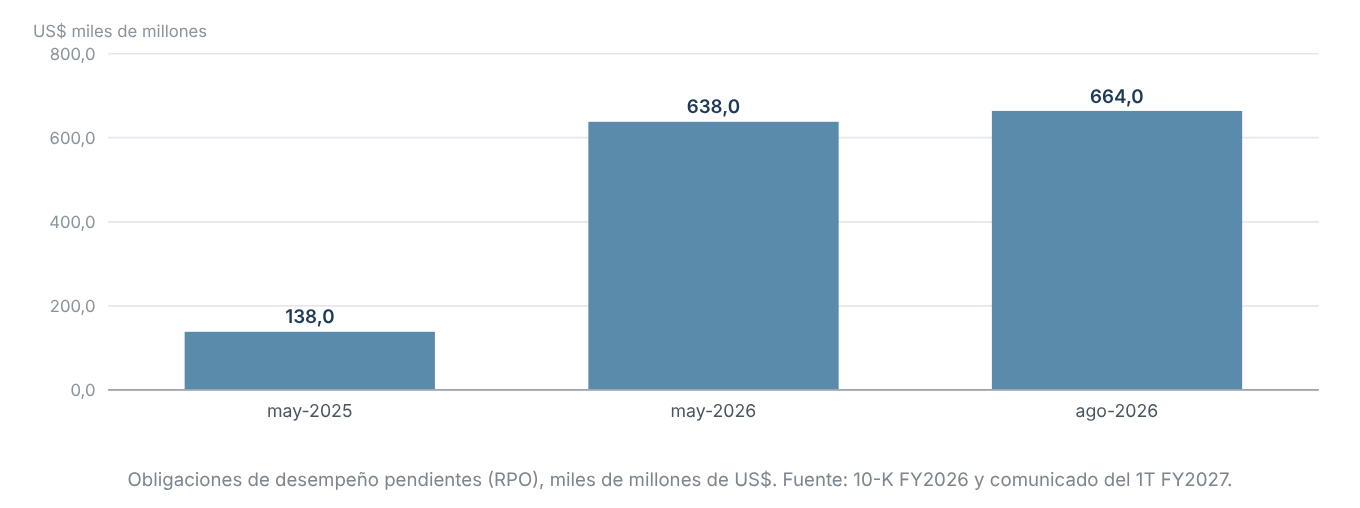 US$ miles de millones
800,0
600,0
400,0
200,0
0,0
138,0
638,0
664,0
may-2025
may-2026
ago-2026
Obligaciones de desempeño pendientes (RPO), miles de millones de US$. Fuente: 10-K FY2026 y comunicado del 1T FY2027.